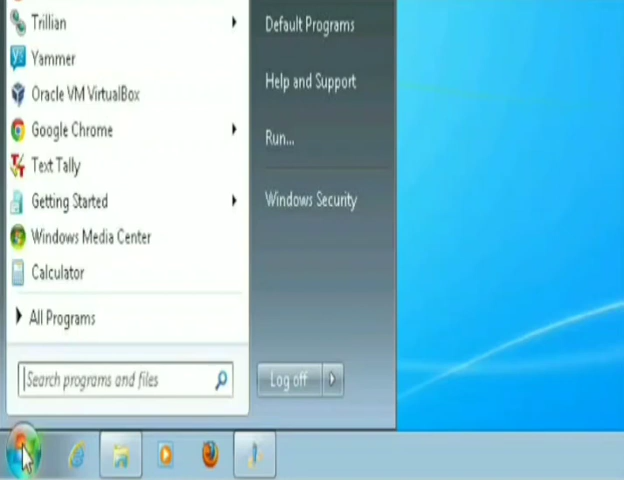 Trillian
Yammer
Oracle VM VirtualBox
Google Chrome
Text Tally
Getting Started
Windows Media Center
Calculator
All Programs
Search programs and files
Default Programs
Help and Support
Run...
Windows Security
Log off